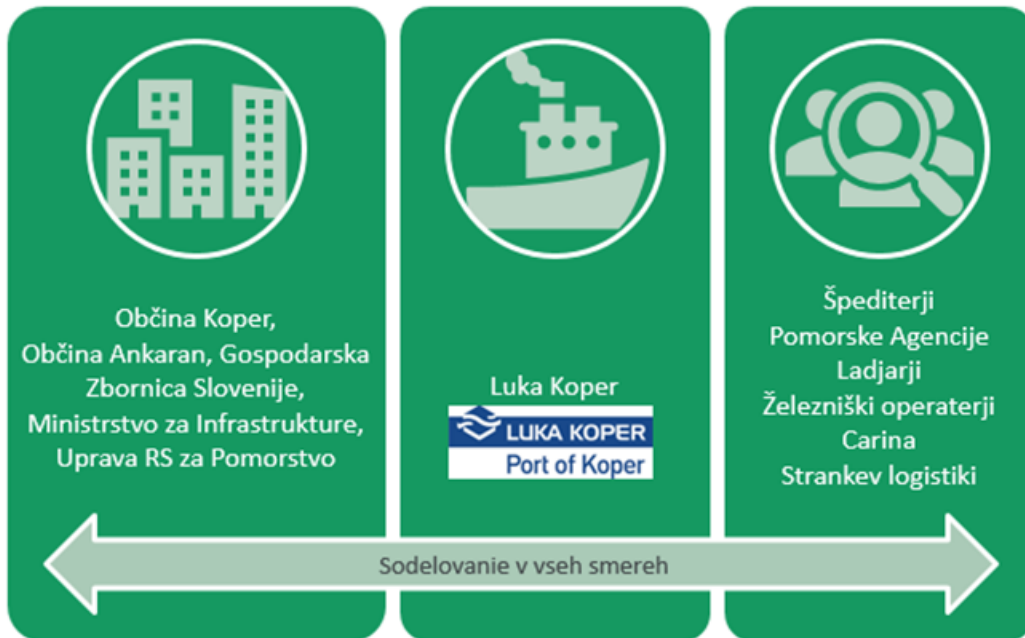 Občina Koper,
Občina Ankaran, Gospodarska
Zbornica Slovenije,
Ministrstvo za Infrastrukture,
Uprava RS za Pomorstvo
Luka Koper
LUKA KOPER
Port of Koper
Špediterji
Pomorske Agencije
Ladjarji
Železniški operaterji
Carina
Strankev logistiki
Sodelovanje v vseh smereh